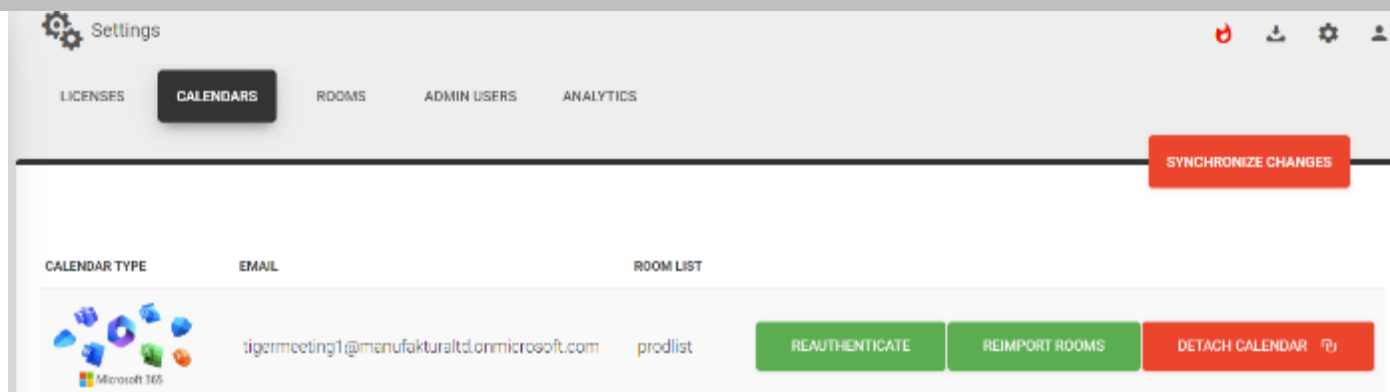 Settings
LICENSES CALENDARS ROOMS ADMIN USERS ANALYTICS
SYNCHRONIZE CHANGES
CALENDAR TYPE EMAIL ROOM LIST
tigermeeting1@manufakturaltd.onmicrosoft.com prodlist REAUTHENTICATE REIMPORT ROOMS DETACH CALENDAR
Microsoft 365